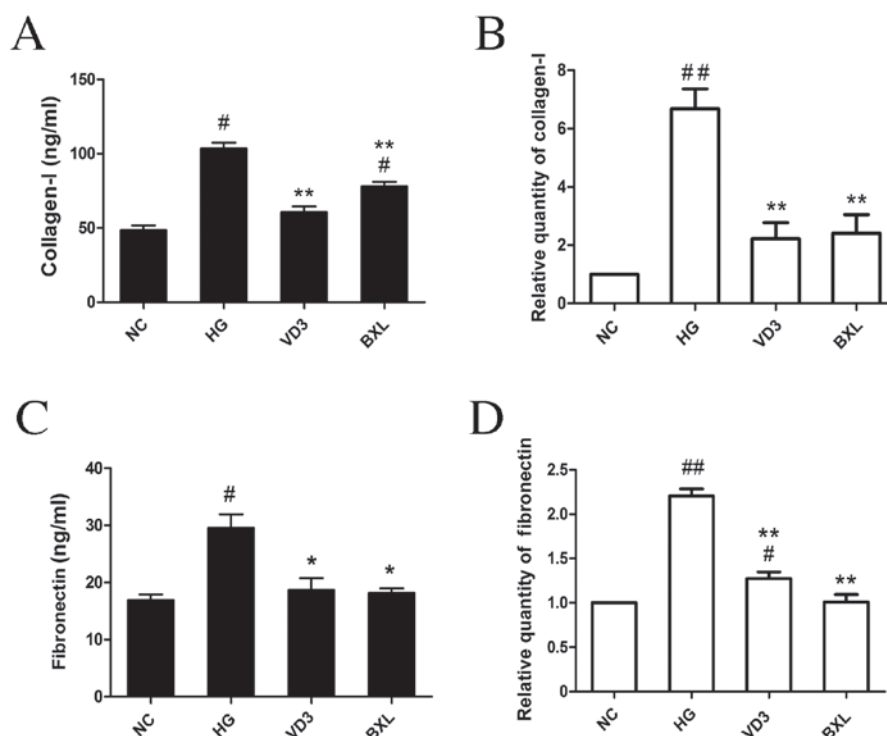 A
Collagen-I (ng/ml)
150
100
50
0
#
**
**
#
NC
HG
VD3
BXL
B
Relative quantity of collagen-I
8
6
4
2
0
##
**
**
NC
HG
VD3
BXL
C
Fibronectin (ng/ml)
40
30
20
10
0
#
*
*
NC
HG
VD3
BXL
D
Relative quantity of fibronectin
2.5
2.0
1.5
1.0
0.5
0.0
##
**
#
**
NC
HG
VD3
BXL